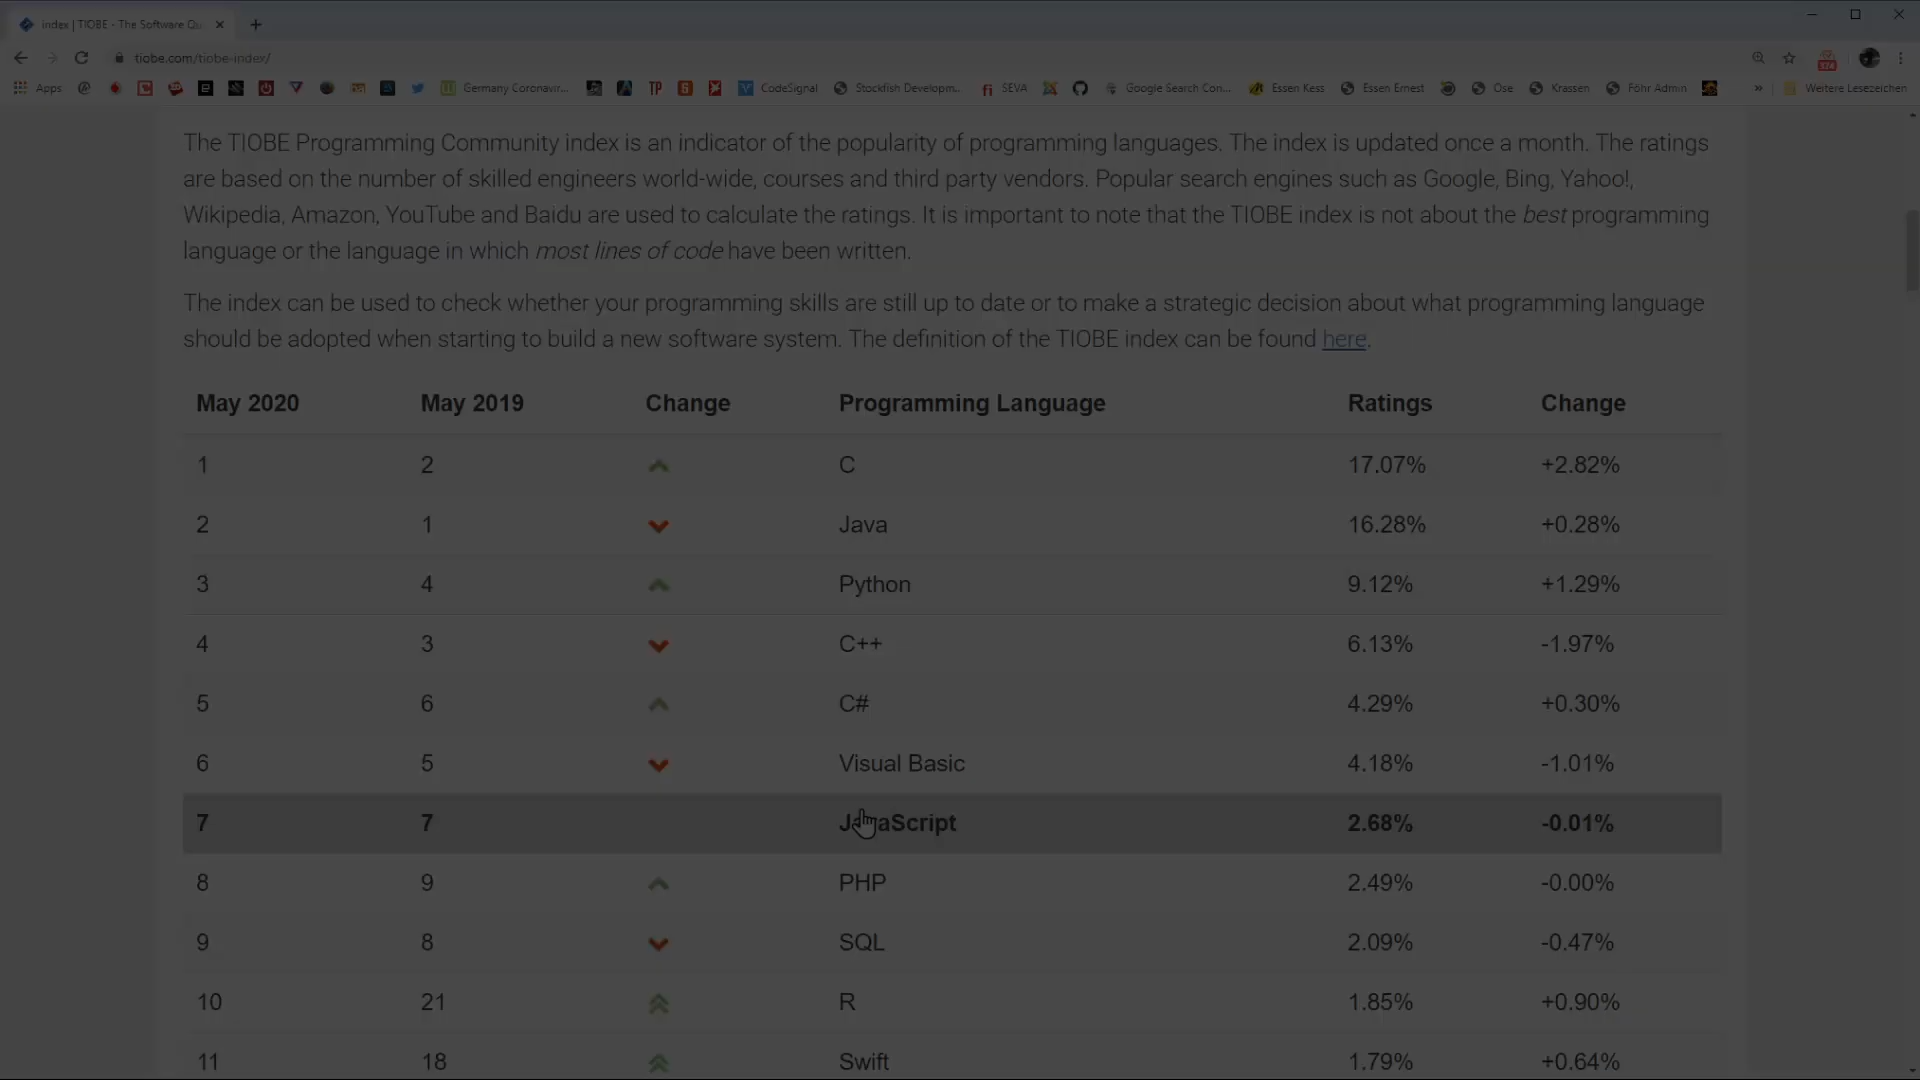 index | TIOBE - The Software Qu
tiobe.com/tiobe-index/
Apps Germany Coronavir... TP CodeSignal Stockfish Developm... SEVA Google Search Con... Essen Kess Essen Ernest Ose Krassen Föhr Admin » Weitere Lesezeichen
The TIOBE Programming Community index is an indicator of the popularity of programming languages. The index is updated once a month. The ratings
are based on the number of skilled engineers world-wide, courses and third party vendors. Popular search engines such as Google, Bing, Yahoo!,
Wikipedia, Amazon, YouTube and Baidu are used to calculate the ratings. It is important to note that the TIOBE index is not about the best programming
language or the language in which most lines of code have been written.
The index can be used to check whether your programming skills are still up to date or to make a strategic decision about what programming language
should be adopted when starting to build a new software system. The definition of the TIOBE index can be found here.
May 2020 May 2019 Change Programming Language Ratings Change
1 2 C 17.07% +2.82%
2 1 Java 16.28% +0.28%
3 4 Python 9.12% +1.29%
4 3 C++ 6.13% -1.97%
5 6 C# 4.29% +0.30%
6 5 Visual Basic 4.18% -1.01%
7 7 JavaScript 2.68% -0.01%
8 9 PHP 2.49% -0.00%
9 8 SQL 2.09% -0.47%
10 21 R 1.85% +0.90%
11 18 Swift 1.79% +0.64%